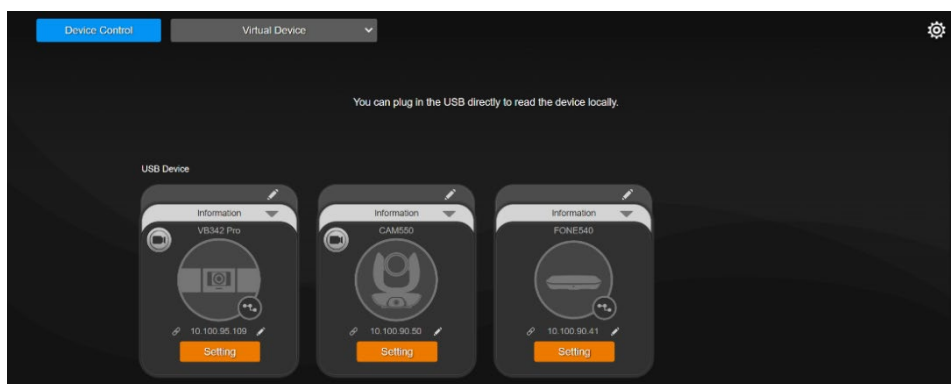 Device Control
Virtual Device
You can plug in the USB directly to read the device locally.
USB Device
Information
VB342 Pro
10.100.95.109
Setting
Information
CAM550
10.100.90.50
Setting
Information
FONE540
10.100.90.41
Setting